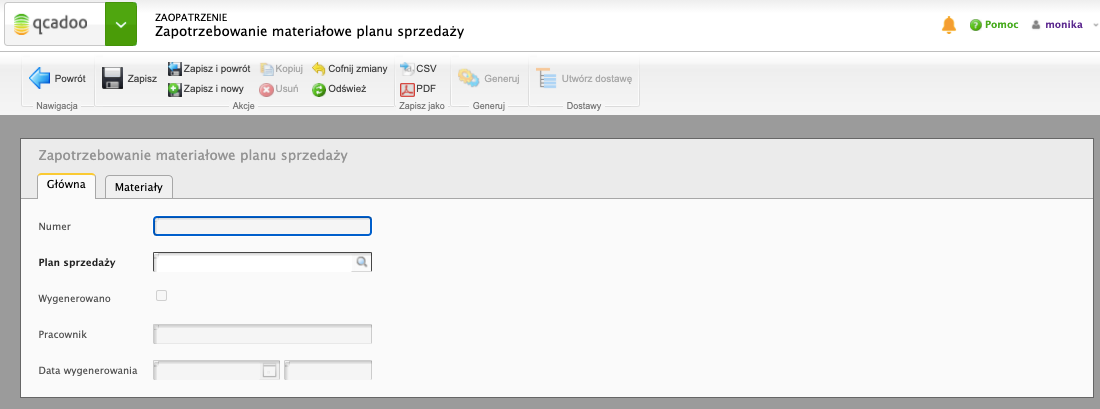 qcadoo
ZAOPATRZENIE
Zapotrzebowanie materiałowe planu sprzedaży
Pomoc
monika
Powrót
Nawigacja
Zapisz
Zapisz i powrót
Kopiuj
Cofnij zmiany
Zapisz i nowy
Usuń
Odśwież
Akcje
CSV
PDF
Zapisz jako
Generuj
Generuj
Utwórz dostawę
Dostawy
Zapotrzebowanie materiałowe planu sprzedaży
Główna
Materiały
Numer
Plan sprzedaży
Wygenerowano
Pracownik
Data wygenerowania